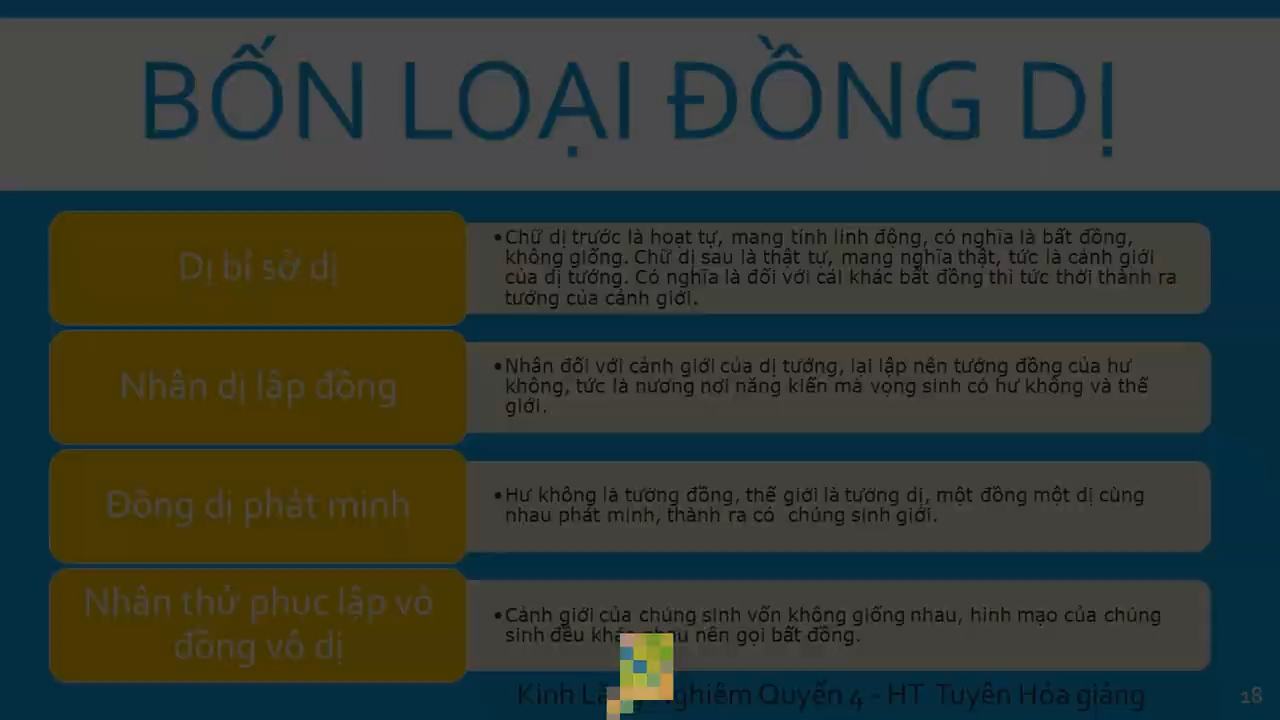 BỐN LOẠI ĐỒNG DỊ
Dị bỉ sở dị
•Chữ dị trước là hoạt tự, mang tính linh động, có nghĩa là bất đồng,
không giống. Chữ dị sau là thật tự, mang nghĩa thật, tức là cảnh giới
của dị tướng. Có nghĩa là đối với cái khác bất đồng thì tức thời thành ra
tướng của cảnh giới.
Nhân dị lập đồng
•Nhân đối với cảnh giới của dị tướng, lại lập nên tướng đồng của hư
không, tức là nương nơi năng kiến mà vọng sinh có hư không và thế
giới.
Đồng dị phát minh
•Hư không là tướng đồng, thế giới là tướng dị, một đồng một dị cùng
nhau phát minh, thành ra có chúng sinh giới.
Nhân thử phục lập vô
đồng vô dị
•Cảnh giới của chúng sinh vốn không giống nhau, hình mạo của chúng
sinh đều nên gọi bất đồng.
Kinh Nghiêm Quyển 4 - HT Tuyên Hóa giảng
18